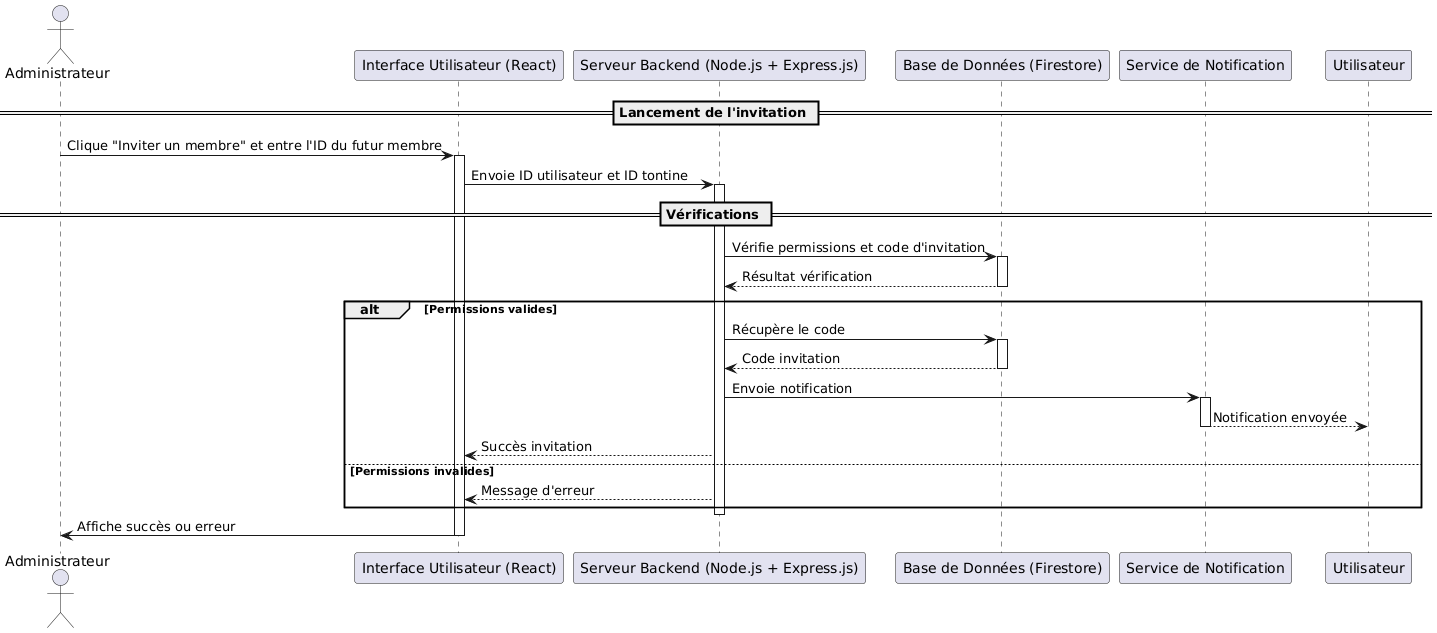 Administrateur
Interface Utilisateur (React)
Serveur Backend (Node.js + Express.js)
Base de Données (Firestore)
Service de Notification
Utilisateur
Lancement de l'invitation
Clique "Inviter un membre" et entre l'ID du futur membre
Envoie ID utilisateur et ID tontine
Vérifications
Vérifie permissions et code d'invitation
Résultat vérification
alt
[Permissions valides]
Récupère le code
Code invitation
Envoie notification
Notification envoyée
Succès invitation
[Permissions invalides]
Message d'erreur
Affiche succès ou erreur
Administrateur
Interface Utilisateur (React)
Serveur Backend (Node.js + Express.js)
Base de Données (Firestore)
Service de Notification
Utilisateur